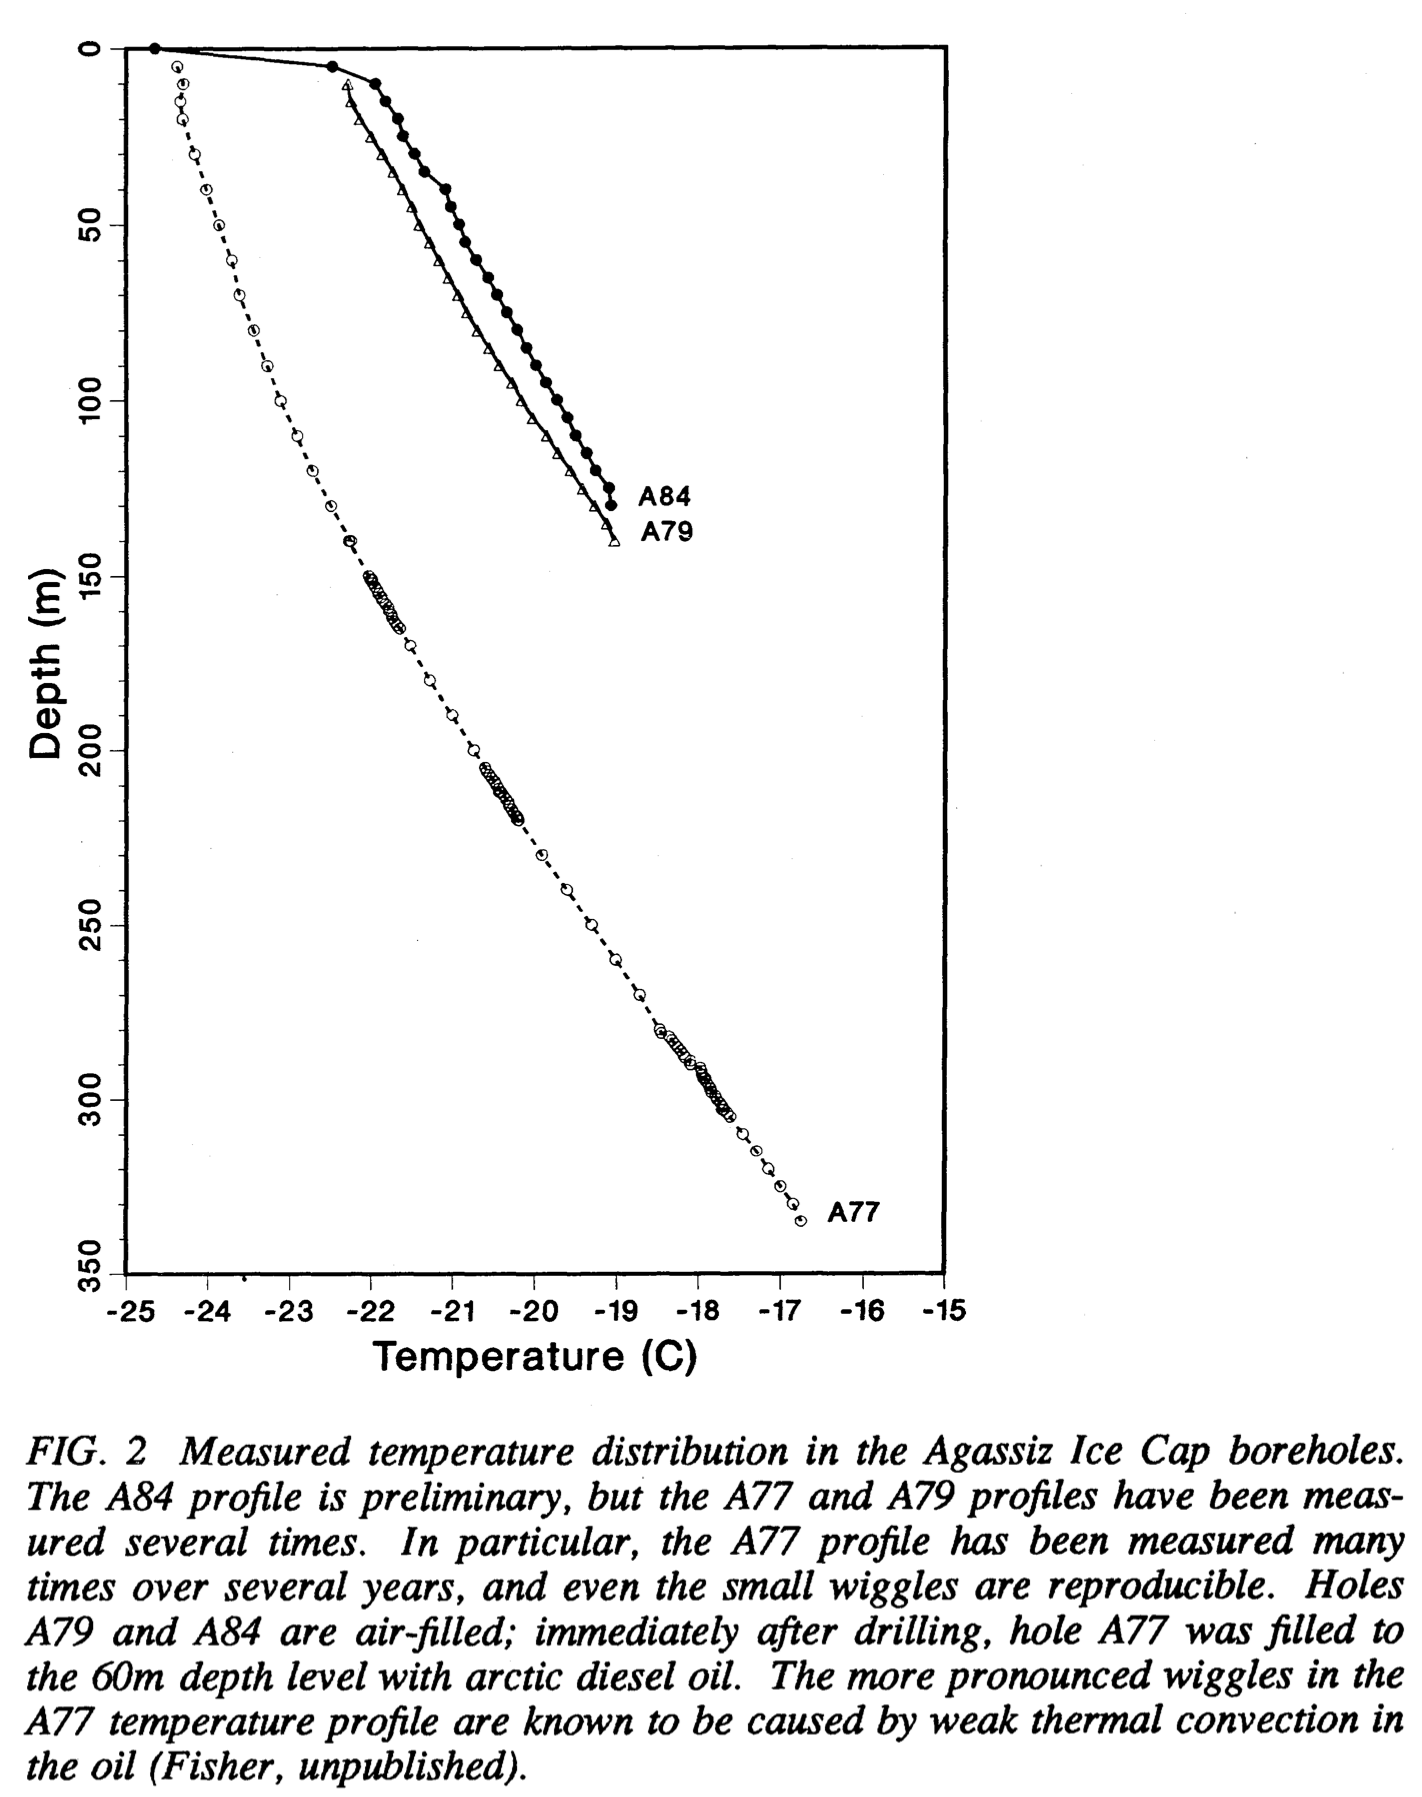 0
50
100
150
200
250
300
350
Depth (m)
A84
A79
A77
-25 -24 -23 -22 -21 -20 -19 -18 -17 -16 -15
Temperature (C)
FIG. 2 Measured temperature distribution in the Agassiz Ice Cap boreholes.
The A84 profile is preliminary, but the A77 and A79 profiles have been meas-
ured several times. In particular, the A77 profile has been measured many
times over several years, and even the small wiggles are reproducible. Holes
A79 and A84 are air-filled; immediately after drilling, hole A77 was filled to
the 60m depth level with arctic diesel oil. The more pronounced wiggles in the
A77 temperature profile are known to be caused by weak thermal convection in
the oil (Fisher, unpublished).